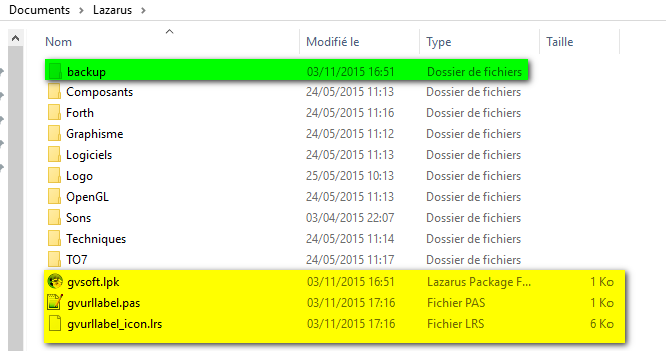 Documents > Lazarus >
Nom Modifié le Type Taille
backup 03/11/2015 16:51 Dossier de fichiers
Composants 24/05/2015 11:13 Dossier de fichiers
Forth 24/05/2015 11:16 Dossier de fichiers
Graphisme 24/05/2015 11:12 Dossier de fichiers
Logiciels 24/05/2015 11:13 Dossier de fichiers
Logo 25/05/2015 10:13 Dossier de fichiers
OpenGL 24/05/2015 11:13 Dossier de fichiers
Sons 03/04/2015 22:07 Dossier de fichiers
Techniques 24/05/2015 11:14 Dossier de fichiers
TO7 24/05/2015 11:17 Dossier de fichiers
gvsoft.lpk 03/11/2015 16:51 Lazarus Package F... 1 Ko
gvurllabel.pas 03/11/2015 17:16 Fichier PAS 1 Ko
gvurllabel_icon.lrs 03/11/2015 17:16 Fichier LRS 6 Ko